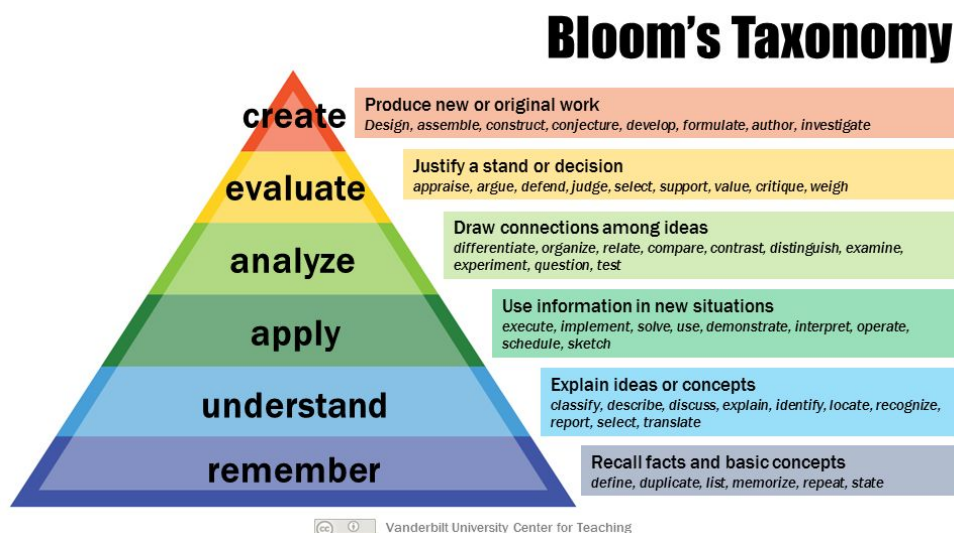 Bloom's Taxonomy
create
Produce new or original work
Design, assemble, construct, conjecture, develop, formulate, author, investigate
evaluate
Justify a stand or decision
appraise, argue, defend, judge, select, support, value, critique, weigh
analyze
Draw connections among ideas
differentiate, organize, relate, compare, contrast, distinguish, examine,
experiment, question, test
apply
Use information in new situations
execute, implement, solve, use, demonstrate, interpret, operate,
schedule, sketch
understand
Explain ideas or concepts
classify, describe, discuss, explain, identify, locate, recognize,
report, select, translate
remember
Recall facts and basic concepts
define, duplicate, list, memorize, repeat, state
cc
Vanderbilt University Center for Teaching